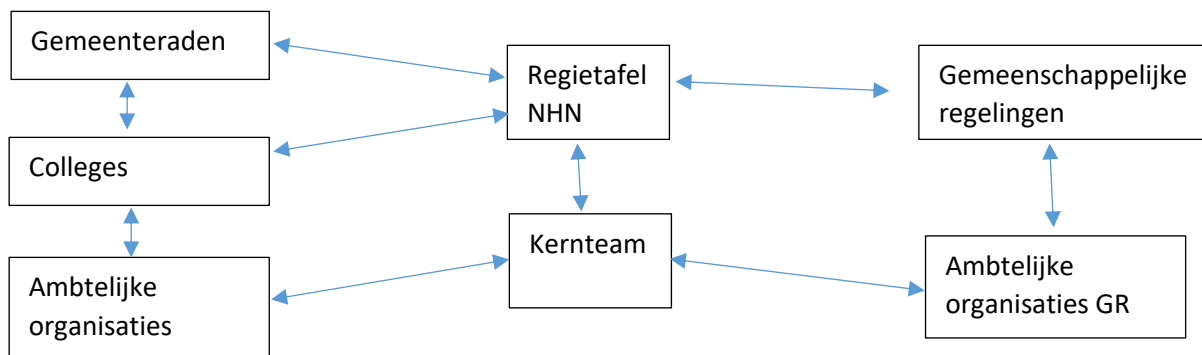 Gemeenteraden
Regietafel
NHN
Gemeenschappelijke
regelingen
Colleges
Kernteam
Ambtelijke
organisaties
Ambtelijke
organisaties GR